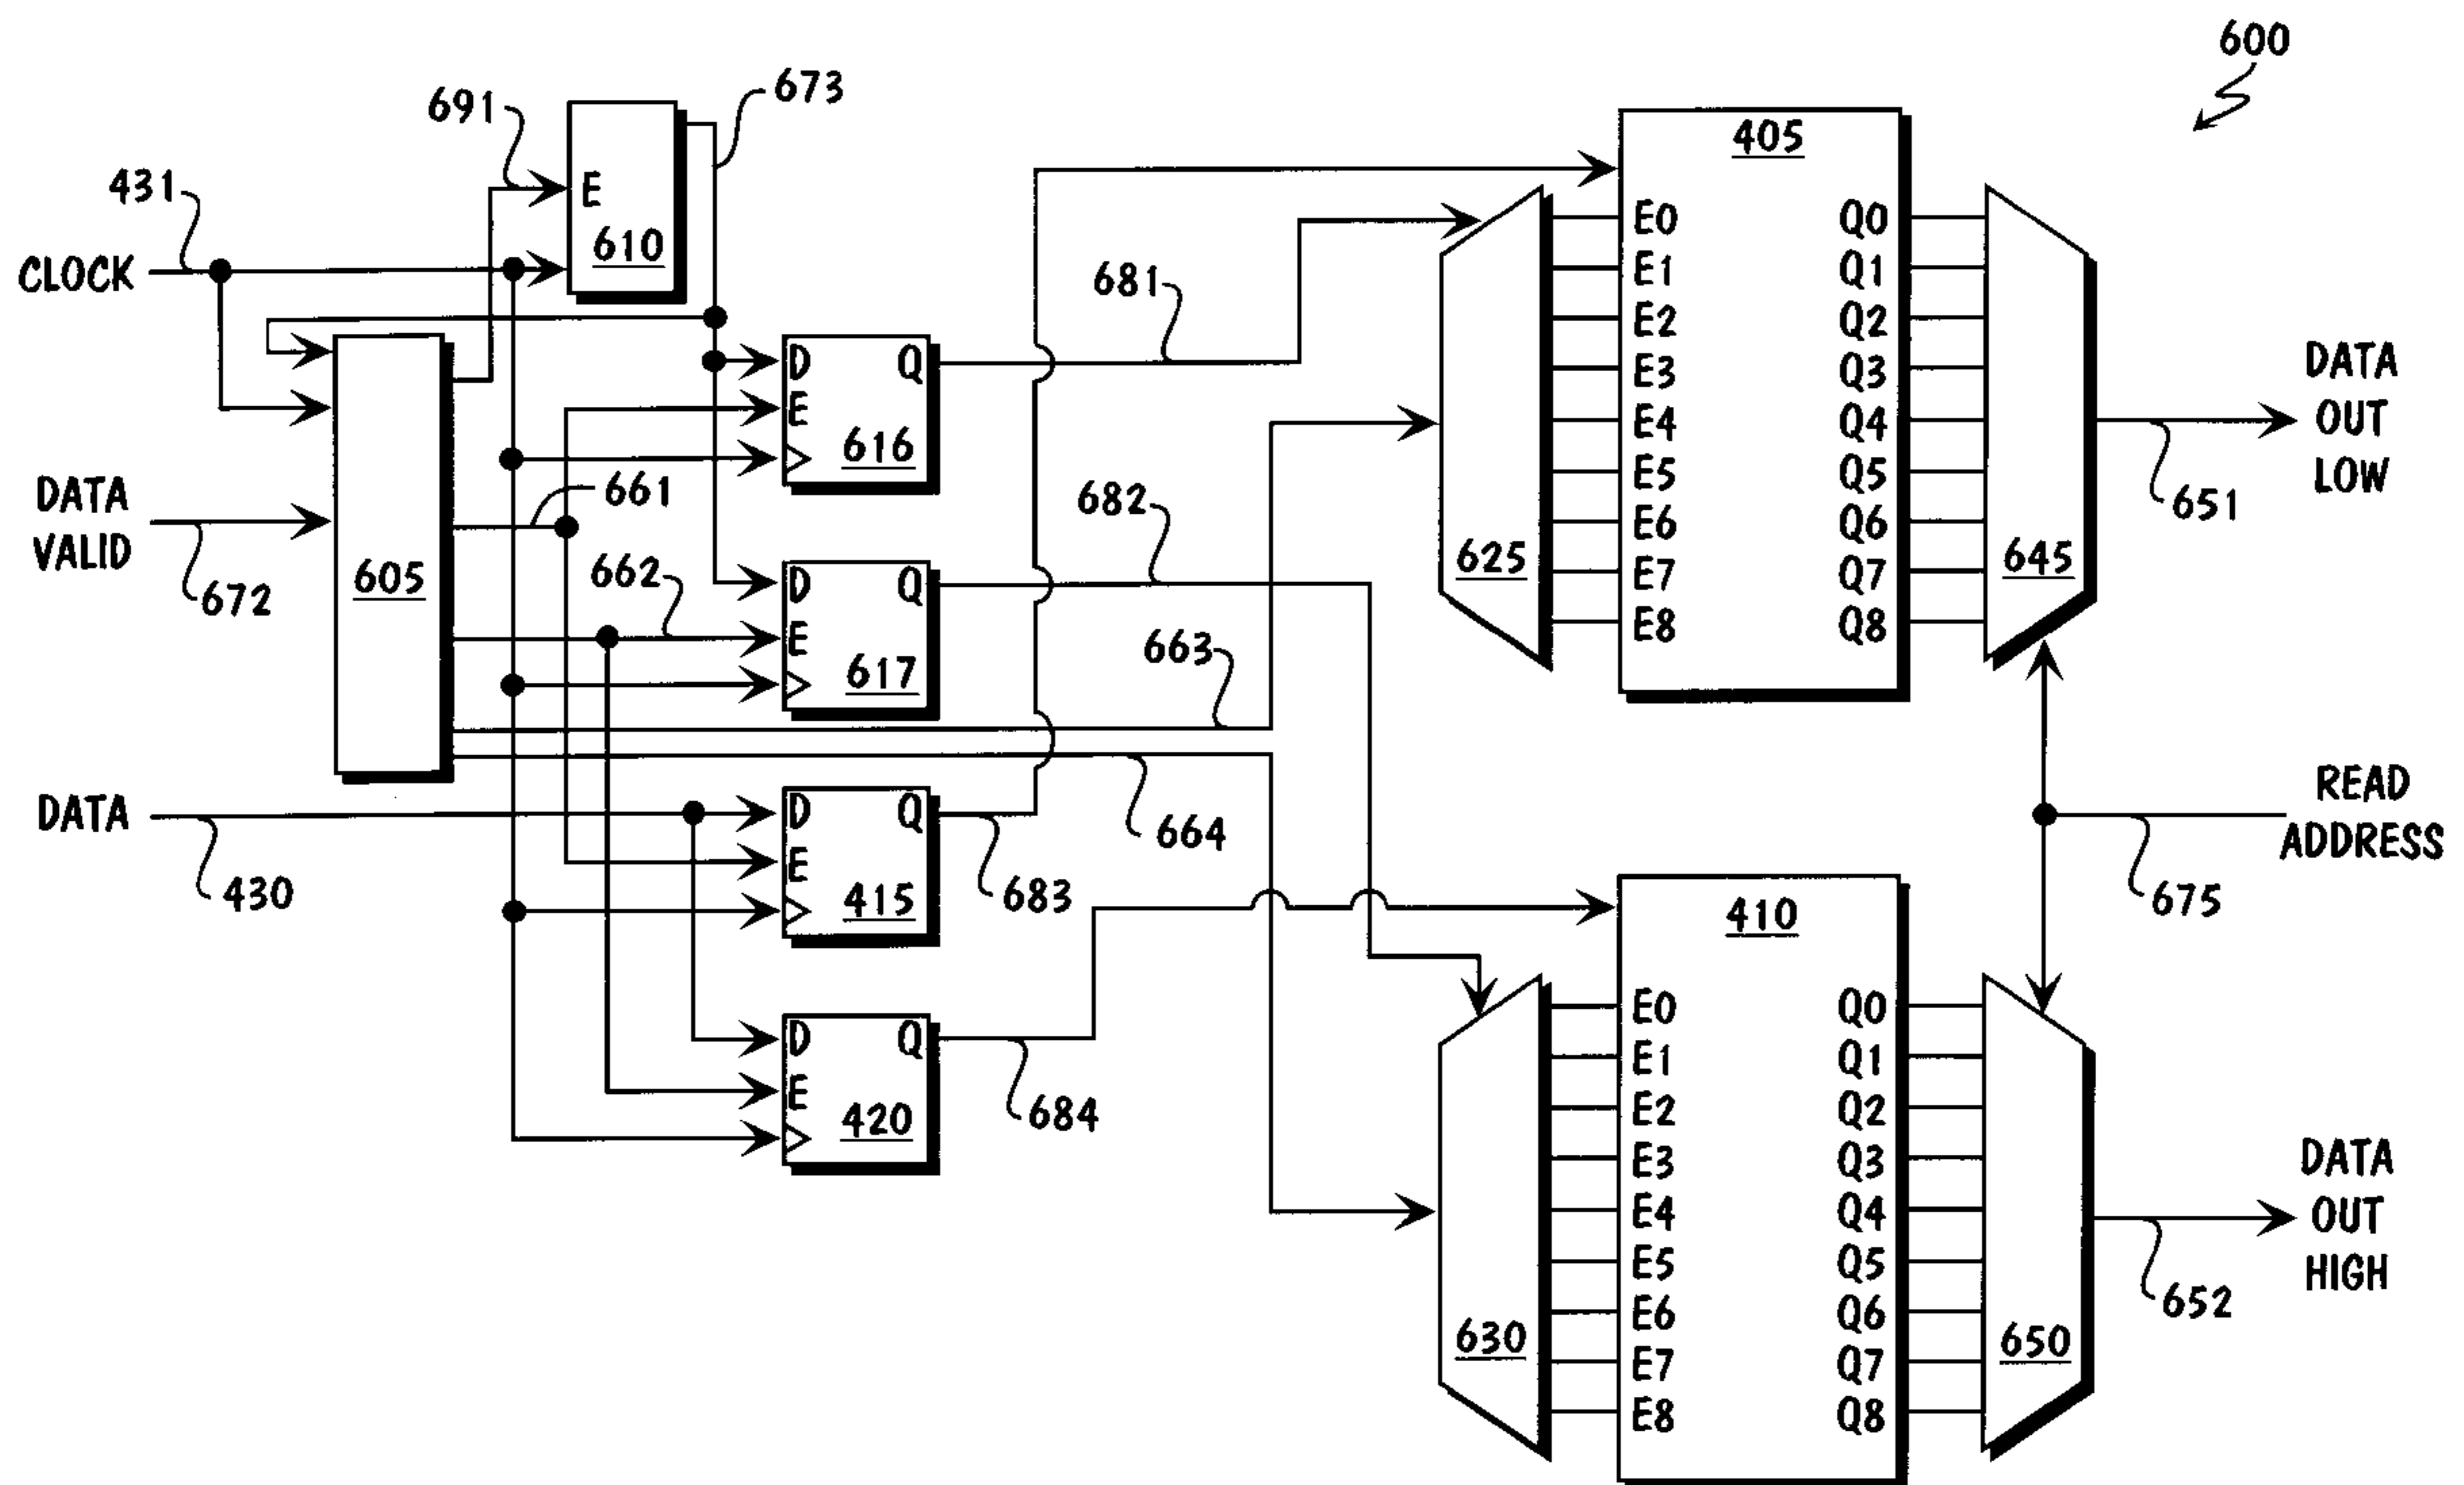 600
673
691
405
431
E
E0 Q0
610
E1 Q1
CLOCK
681
E2 Q2
D Q
E3 Q3
DATA
OUT
LOW
E
616
E4 Q4
661
E5 Q5
651
DATA
VALID
682
E6 Q6
605
662
D Q
625
E7 Q7
645
672
E
617
E8 Q8
663
READ
ADDRESS
DATA
D Q
664
E
415
683
675
430
410
E0 Q0
D Q
E1 Q1
E
420
684
E2 Q2
E3 Q3
DATA
OUT
HIGH
E4 Q4
E5 Q5
652
E6 Q6
630
E7 Q7
650
E8 Q8